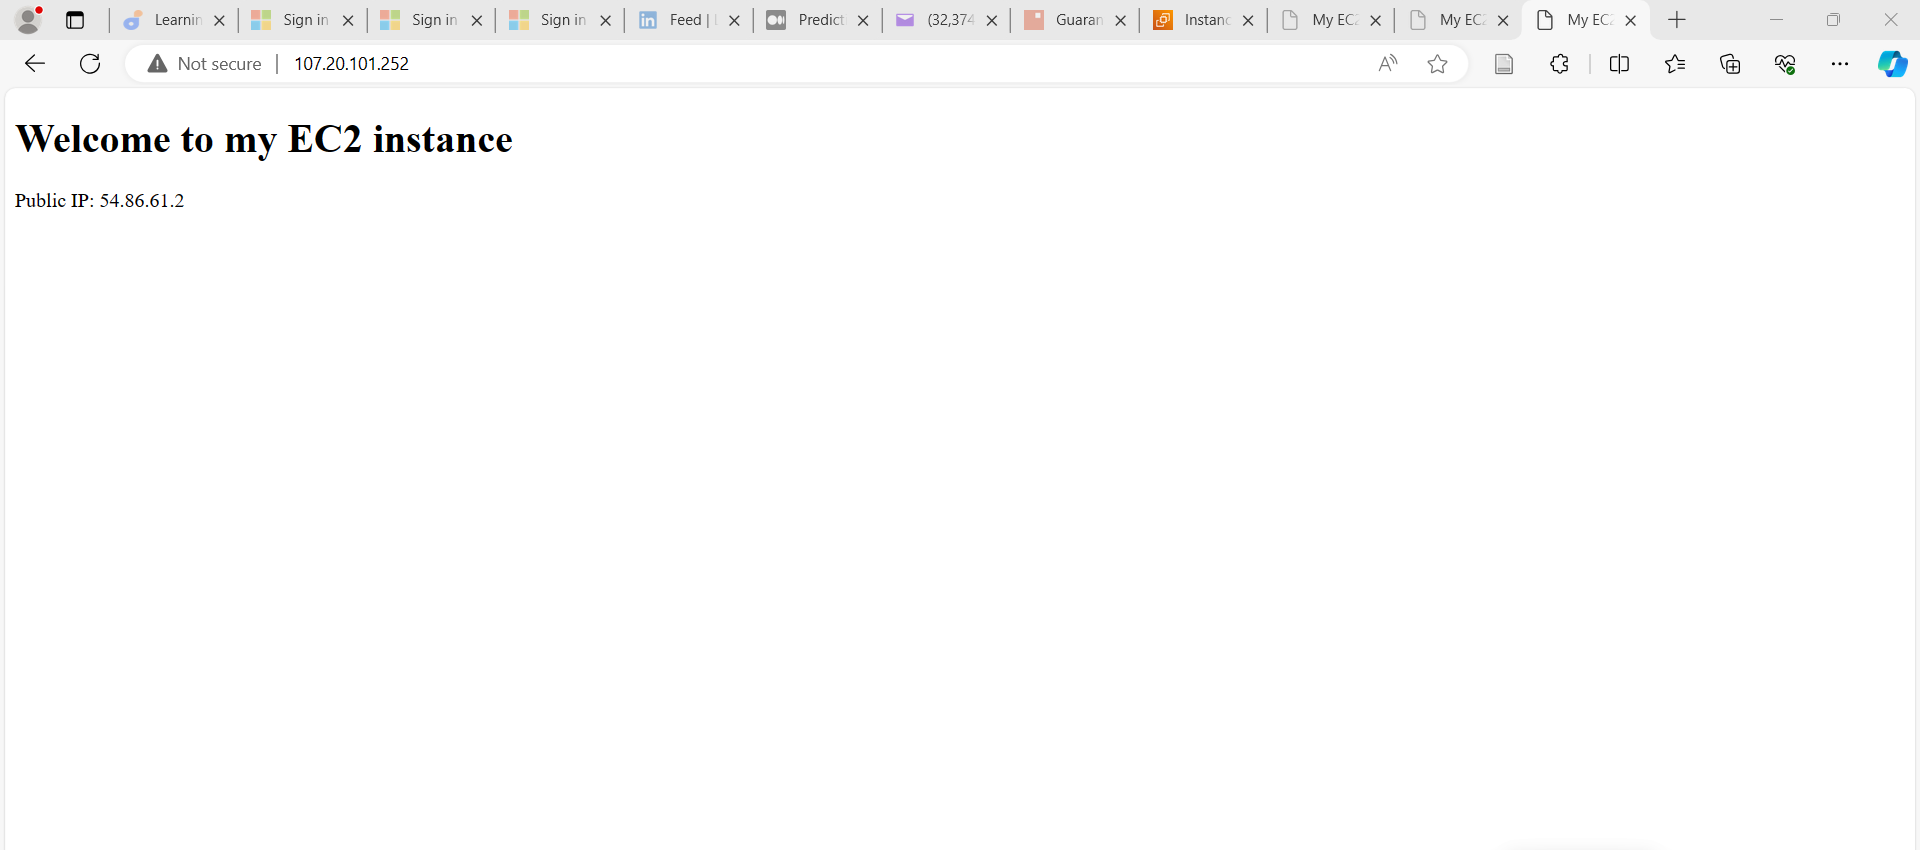 Learnin
Sign in
Sign in
Sign in
in Feed |
Predict
(32,374
Guaran
Instanc
My EC2
My EC2
My EC2
Not secure | 107.20.101.252
Welcome to my EC2 instance
Public IP: 54.86.61.2